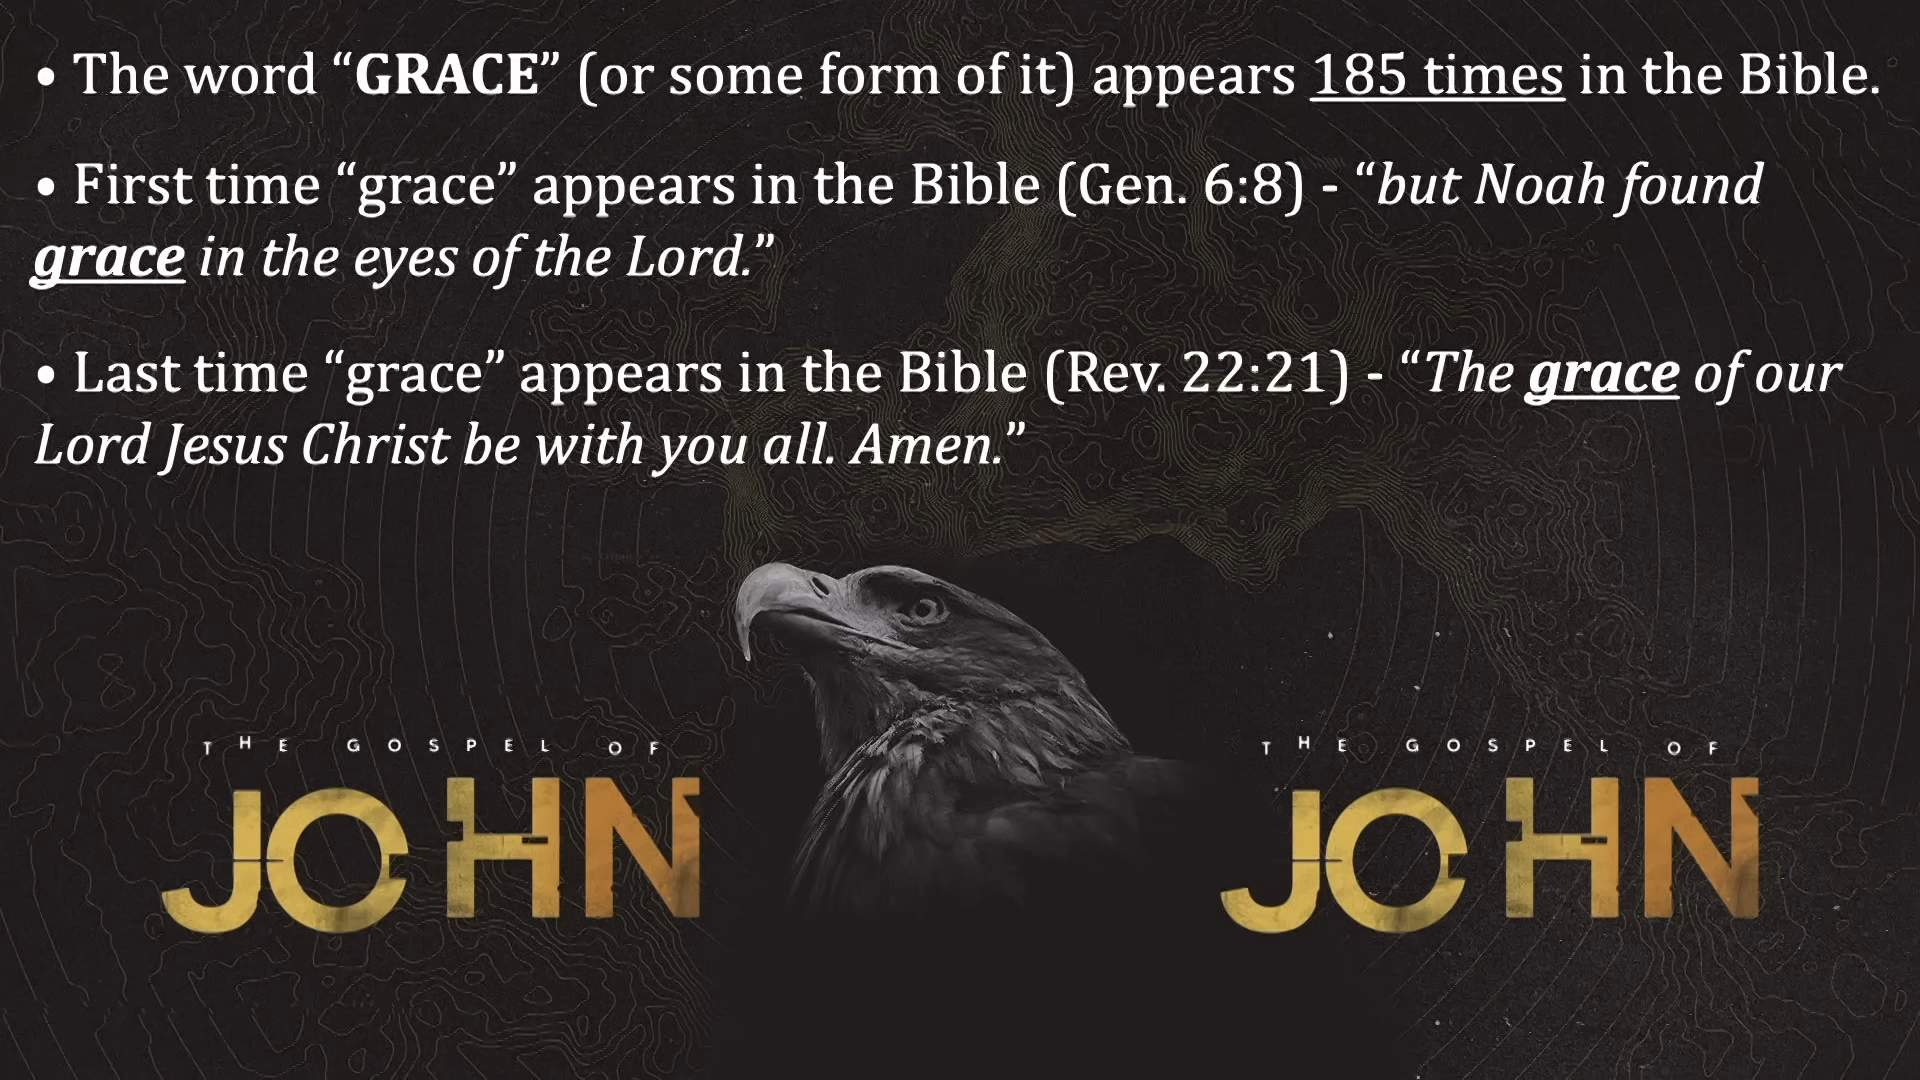 • The word “GRACE” (or some form of it) appears 185 times in the Bible.
• First time “grace” appears in the Bible (Gen. 6:8) - “but Noah found
grace in the eyes of the Lord.”
• Last time “grace” appears in the Bible (Rev. 22:21) - “The grace of our
Lord Jesus Christ be with you all. Amen.”
THE GOSPEL OF
JOHN
THE GOSPEL OF
JOHN